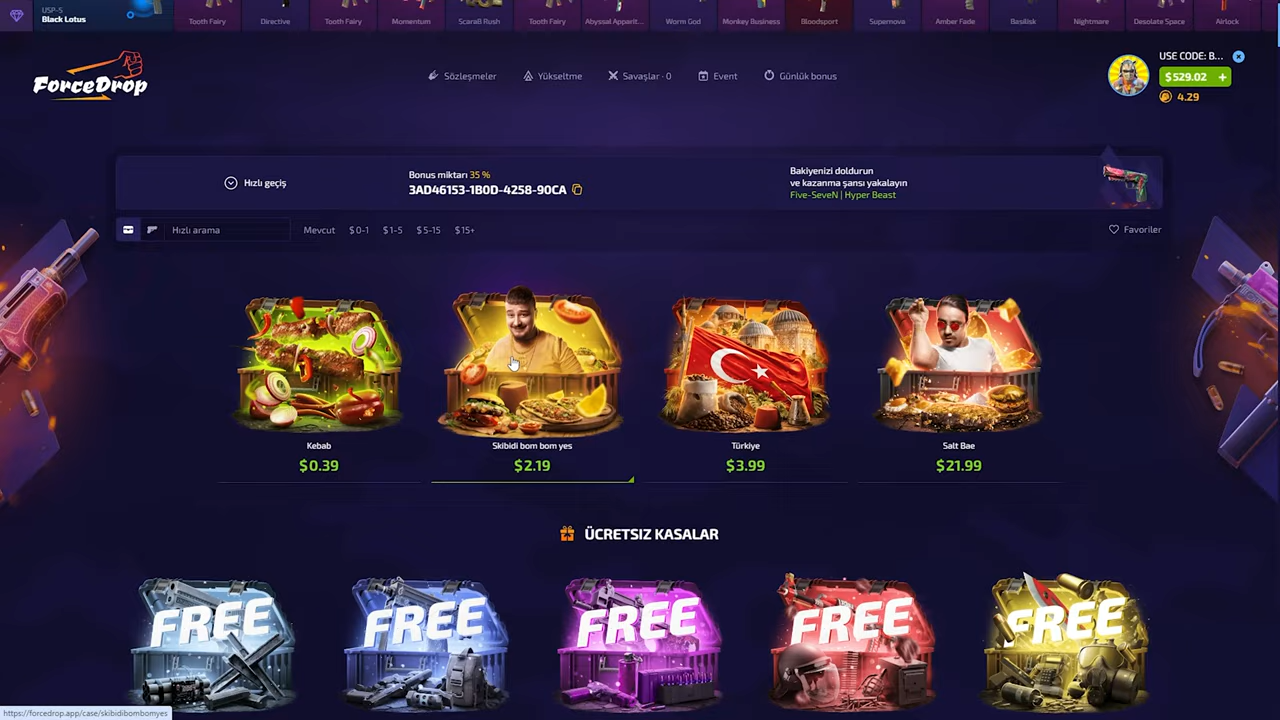 USP-S
Black Lotus
Tooth Fairy
Directive
Tooth Fairy
Momentum
ScaraB Rush
Tooth Fairy
Abyssal Apparit...
Worm God
Monkey Business
Bloodsport
Supernova
Amber Fade
Basilisk
Nightmare
Desolate Space
Airlock
ForceDrop
Sözleşmeler
Yükseltme
Savaşlar · 0
Event
Günlük bonus
USE CODE: B...
$529.02 +
4.29
Hızlı geçiş
Bonus miktarı 35 %
3AD46153-1B0D-4258-90CA
Bakiyenizi doldurun
ve kazanma şansı yakalayın
Five-SeveN | Hyper Beast
Hızlı arama
Mevcut
$ 0-1
$ 1-5
$ 5-15
$ 15+
Favoriler
Kebab
$0.39
Skibidi bom bom yes
$2.19
Türkiye
$3.99
Salt Bae
$21.99
ÜCRETSIZ KASALAR
FREE
FREE
FREE
FREE
FREE
https://forcedrop.app/case/skibidibombomyes